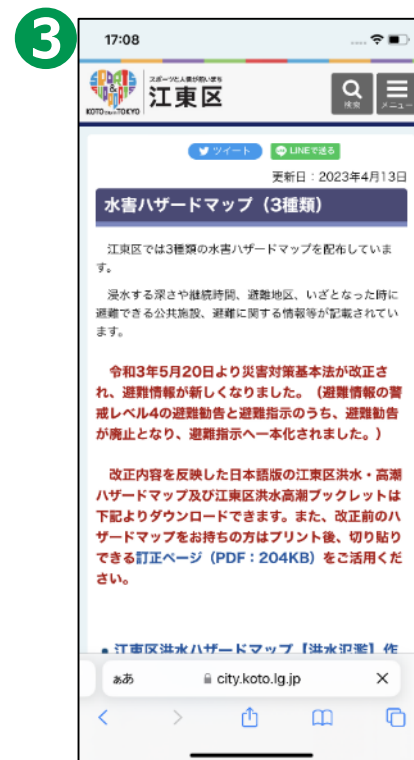 3
17:08
スポーツと人情が熱いまち
江東区
KOTO City in TOKYO
検索
メニュー
ツイート
LINEで送る
更新日：2023年4月13日
水害ハザードマップ（3種類）
江東区では3種類の水害ハザードマップを配布していま
す。
浸水する深さや継続時間、避難地区、いざとなった時に
避難できる公共施設、避難に関する情報等が記載されてい
ます。
令和3年5月20日より災害対策基本法が改正さ
れ、避難情報が新しくなりました。（避難情報の警
戒レベル4の避難勧告と避難指示のうち、避難勧告
が廃止となり、避難指示へ一本化されました。）
改正内容を反映した日本語版の江東区洪水・高潮
ハザードマップ及び江東区洪水高潮ブックレットは
下記よりダウンロードできます。また、改正前のハ
ザードマップをお持ちの方はプリント後、切り貼り
できる訂正ページ（PDF：204KB）をご活用くだ
さい。
江東区洪水ハザードマップ【洪水氾濫】作
ぁあ
city.koto.lg.jp